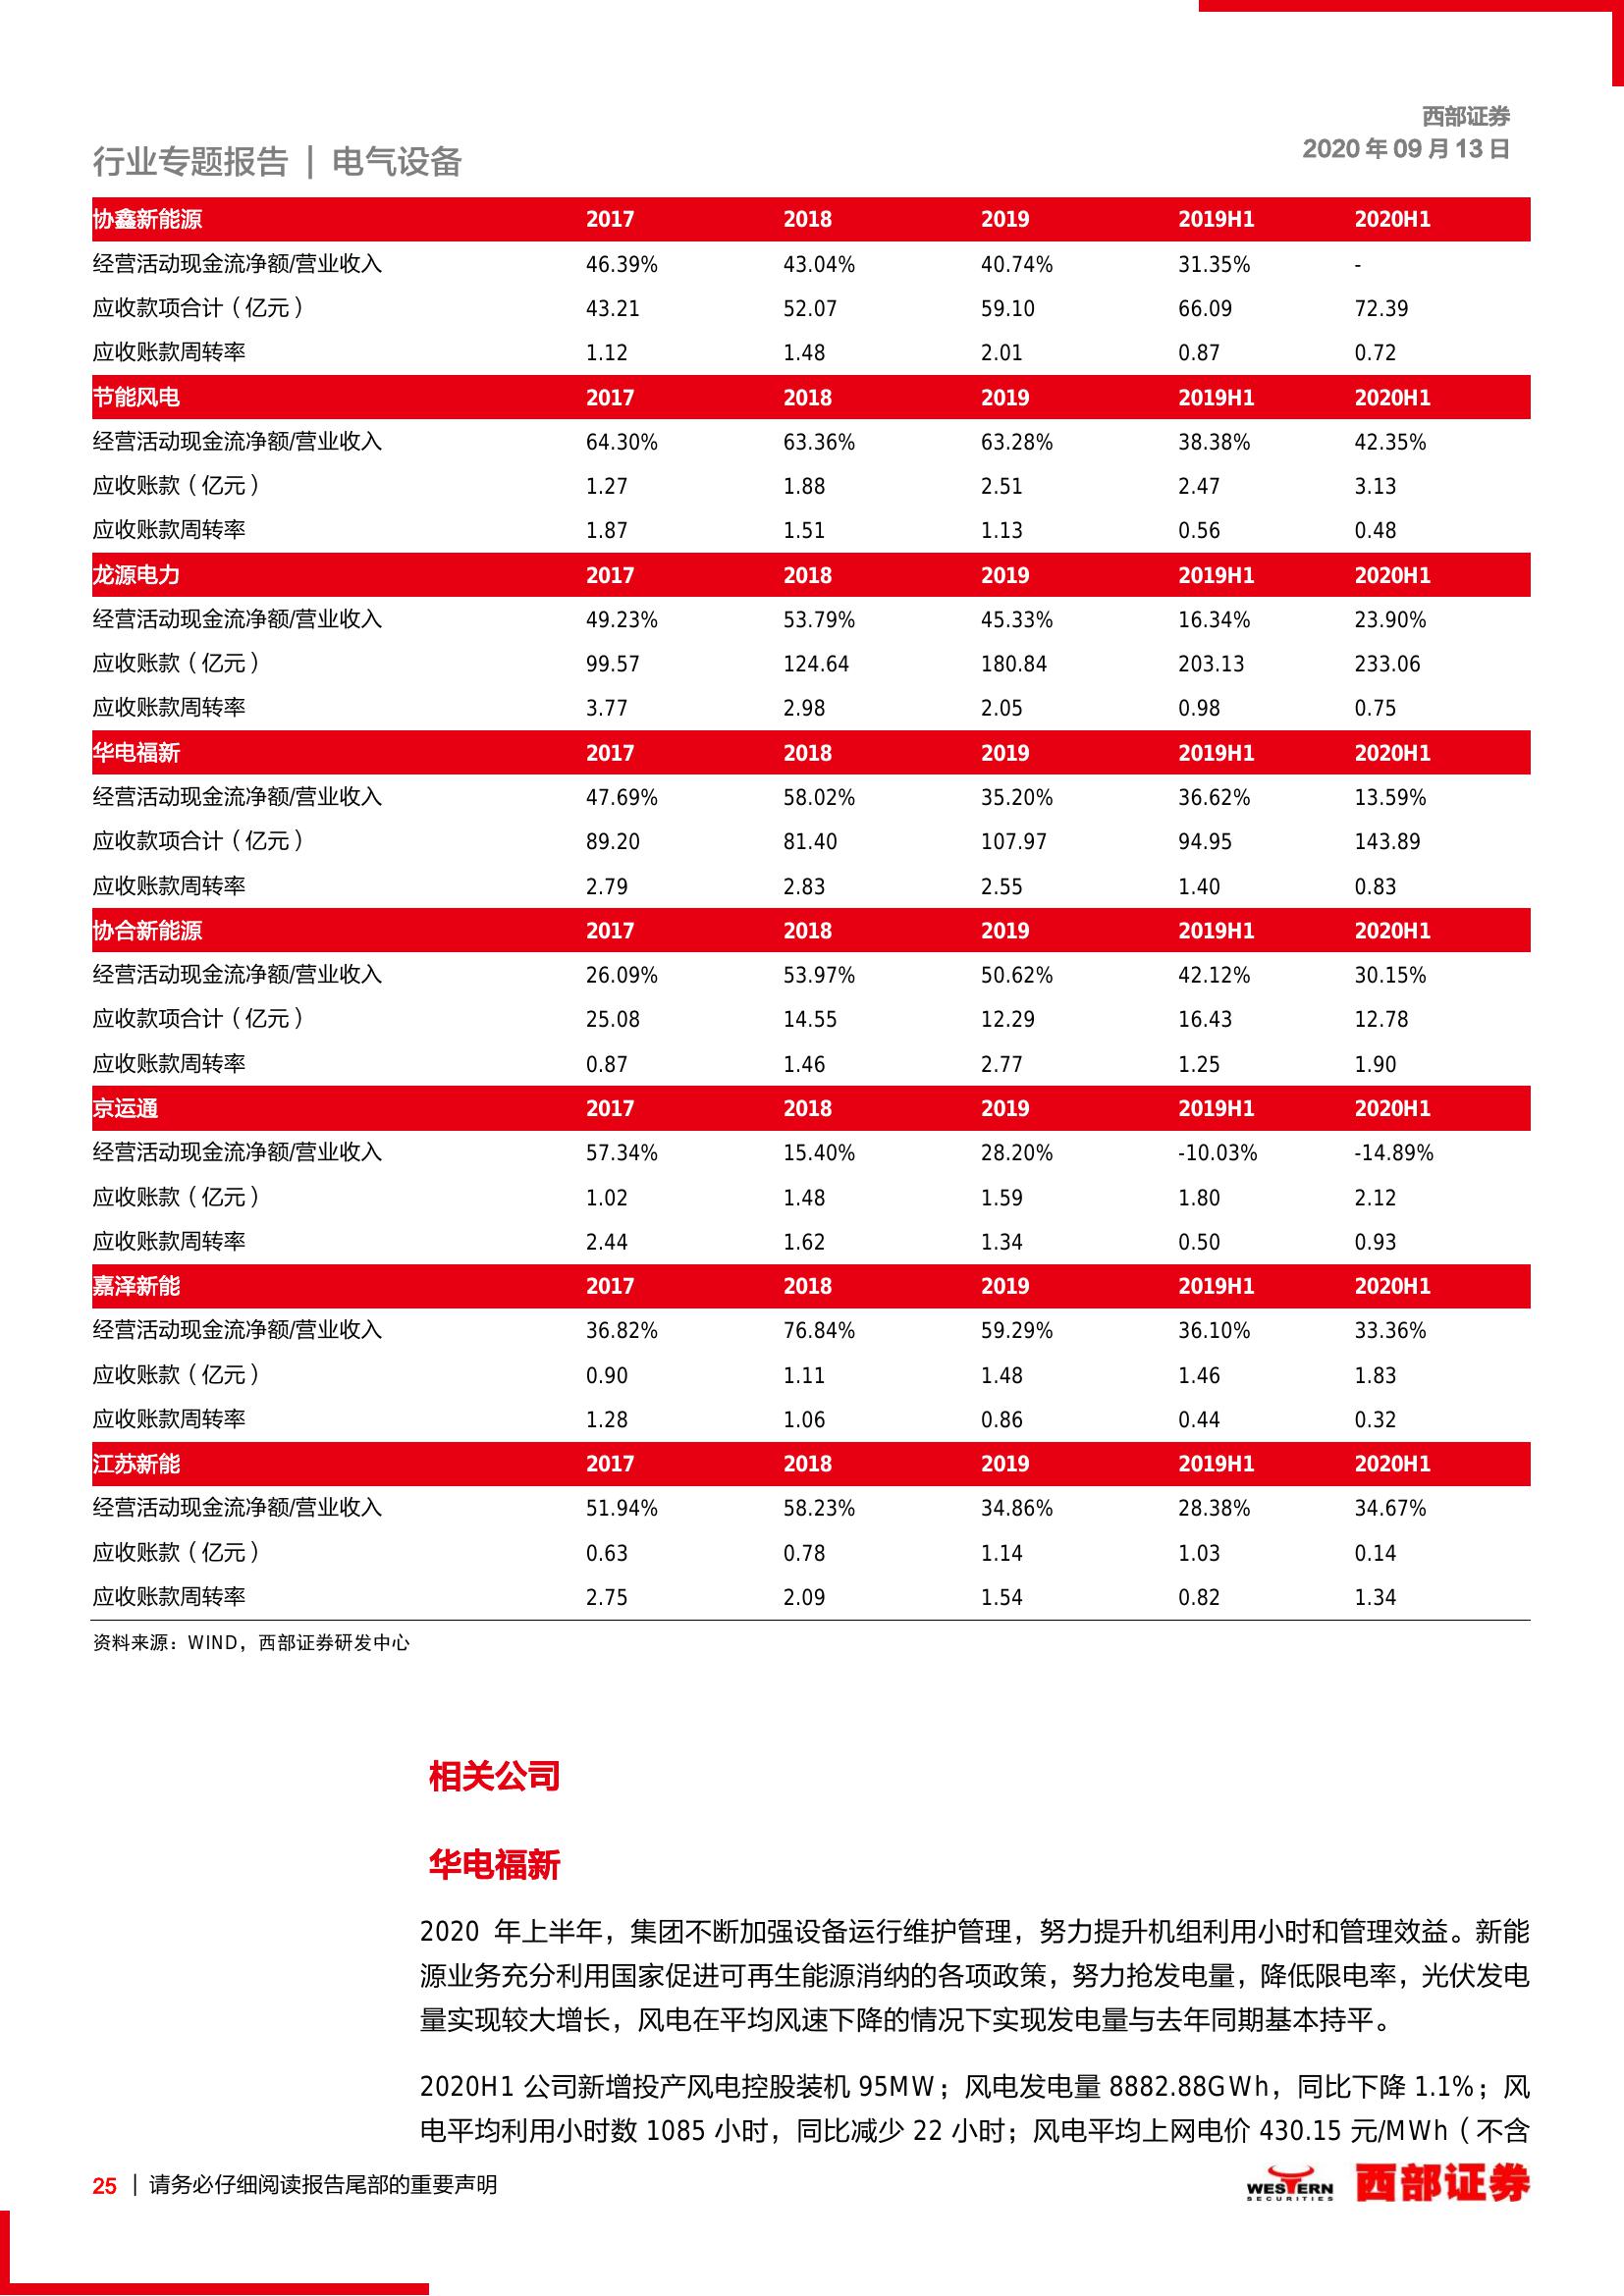 西部证券
2020 年 09 月 13 日
行业专题报告 | 电气设备
协鑫新能源 2017 2018 2019 2019H1 2020H1
经营活动现金流净额/营业收入 46.39% 43.04% 40.74% 31.35% -
应收款项合计（亿元） 43.21 52.07 59.10 66.09 72.39
应收账款周转率 1.12 1.48 2.01 0.87 0.72
节能风电 2017 2018 2019 2019H1 2020H1
经营活动现金流净额/营业收入 64.30% 63.36% 63.28% 38.38% 42.35%
应收账款（亿元） 1.27 1.88 2.51 2.47 3.13
应收账款周转率 1.87 1.51 1.13 0.56 0.48
龙源电力 2017 2018 2019 2019H1 2020H1
经营活动现金流净额/营业收入 49.23% 53.79% 45.33% 16.34% 23.90%
应收账款（亿元） 99.57 124.64 180.84 203.13 233.06
应收账款周转率 3.77 2.98 2.05 0.98 0.75
华电福新 2017 2018 2019 2019H1 2020H1
经营活动现金流净额/营业收入 47.69% 58.02% 35.20% 36.62% 13.59%
应收款项合计（亿元） 89.20 81.40 107.97 94.95 143.89
应收账款周转率 2.79 2.83 2.55 1.40 0.83
协合新能源 2017 2018 2019 2019H1 2020H1
经营活动现金流净额/营业收入 26.09% 53.97% 50.62% 42.12% 30.15%
应收款项合计（亿元） 25.08 14.55 12.29 16.43 12.78
应收账款周转率 0.87 1.46 2.77 1.25 1.90
京运通 2017 2018 2019 2019H1 2020H1
经营活动现金流净额/营业收入 57.34% 15.40% 28.20% -10.03% -14.89%
应收账款（亿元） 1.02 1.48 1.59 1.80 2.12
应收账款周转率 2.44 1.62 1.34 0.50 0.93
嘉泽新能 2017 2018 2019 2019H1 2020H1
经营活动现金流净额/营业收入 36.82% 76.84% 59.29% 36.10% 33.36%
应收账款（亿元） 0.90 1.11 1.48 1.46 1.83
应收账款周转率 1.28 1.06 0.86 0.44 0.32
江苏新能 2017 2018 2019 2019H1 2020H1
经营活动现金流净额/营业收入 51.94% 58.23% 34.86% 28.38% 34.67%
应收账款（亿元） 0.63 0.78 1.14 1.03 0.14
应收账款周转率 2.75 2.09 1.54 0.82 1.34
资料来源：WIND，西部证券研发中心
相关公司
华电福新
2020 年上半年，集团不断加强设备运行维护管理，努力提升机组利用小时和管理效益。新能
源业务充分利用国家促进可再生能源消纳的各项政策，努力抢发电量，降低限电率，光伏发电
量实现较大增长，风电在平均风速下降的情况下实现发电量与去年同期基本持平。
2020H1 公司新增投产风电控股装机 95MW；风电发电量 8882.88GWh，同比下降 1.1%；风
电平均利用小时数 1085 小时，同比减少 22 小时；风电平均上网电价 430.15 元/MWh（不含
25 | 请务必仔细阅读报告尾部的重要声明
WESTERN
SECURITIES
西部证券